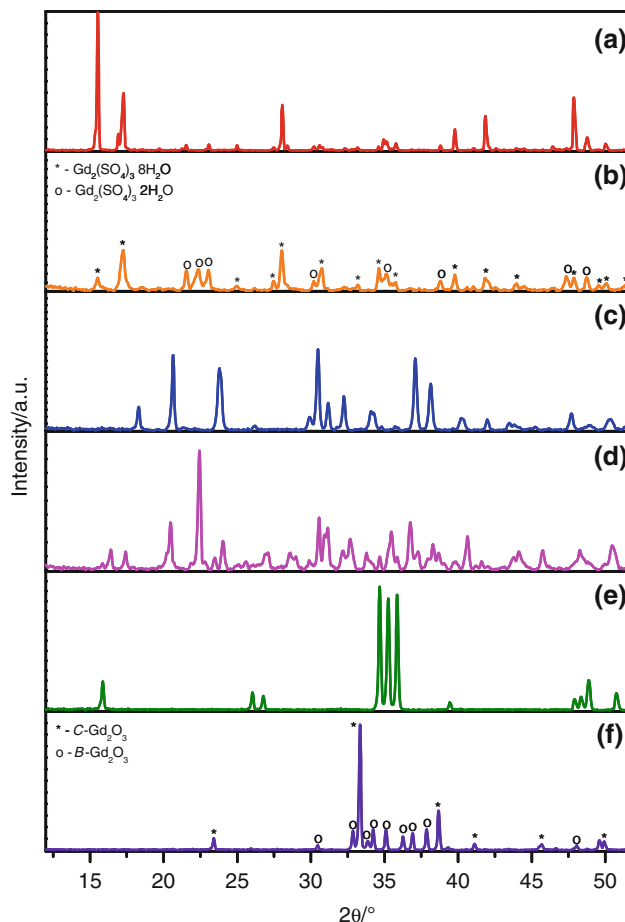 (a)
(b)
* - Gd₂(SO₄)₃ 8H₂O
o - Gd₂(SO₄)₃ 2H₂O
* * o o o * * * o * * * o * o * * * o * o * * *
(c)
(d)
(e)
(f)
* - C-Gd₂O₃
o - B-Gd₂O₃
* o * o o o o o o o * * * o *
Intensity/a.u.
15 20 25 30 35 40 45 50
2θ/°